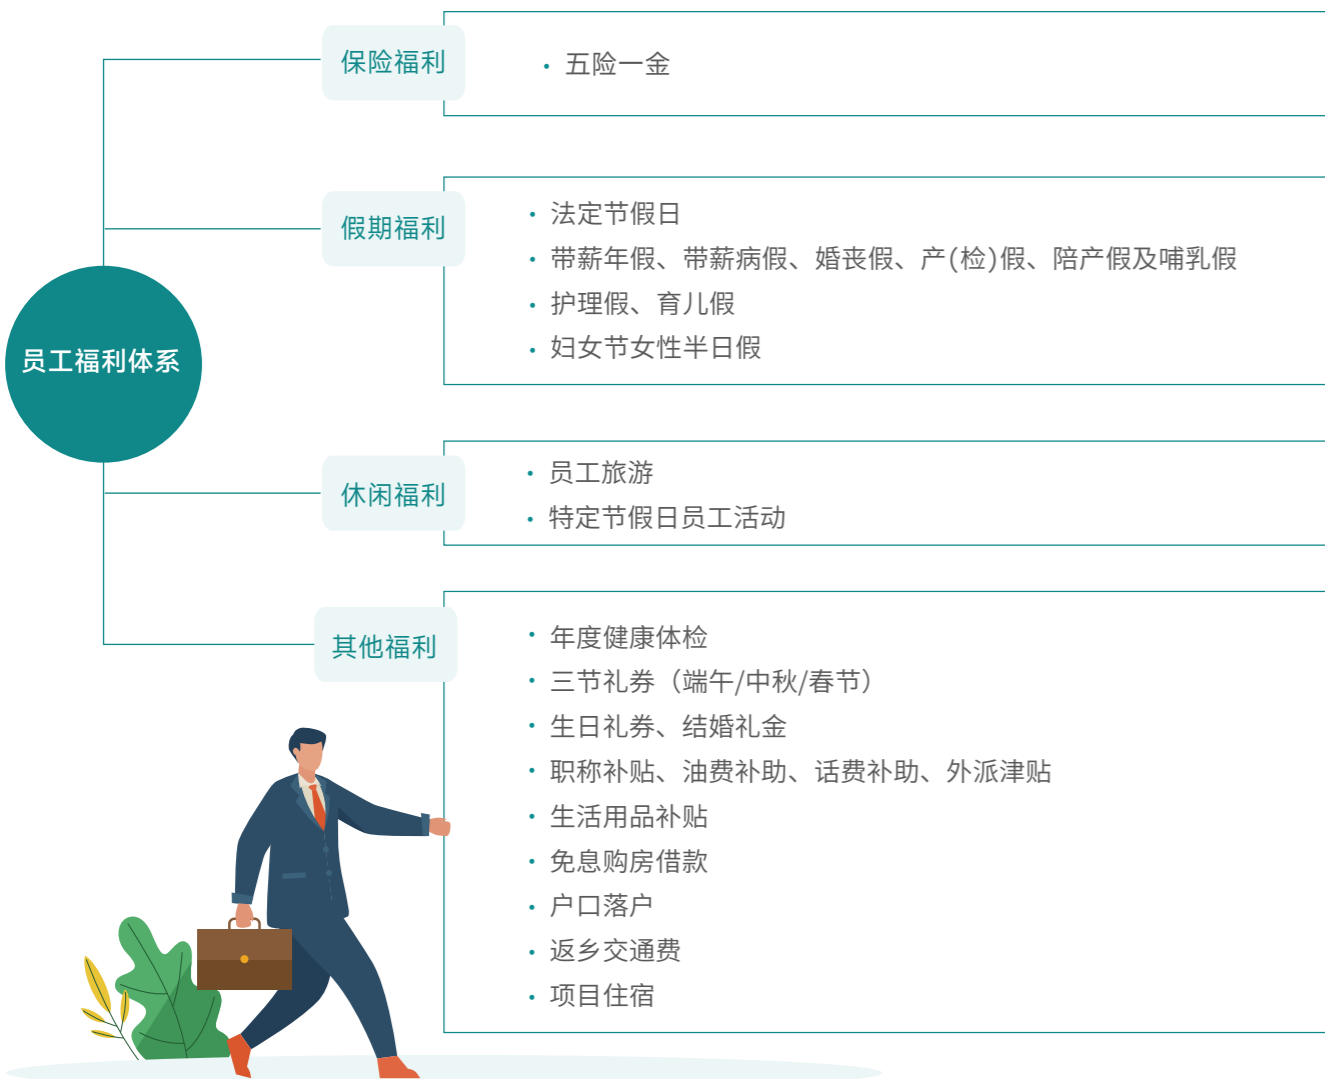 员工福利体系
保险福利
· 五险一金
假期福利
· 法定节假日
· 带薪年假、带薪病假、婚丧假、产(检)假、陪产假及哺乳假
· 护理假、育儿假
· 妇女节女性半日假
休闲福利
· 员工旅游
· 特定节假日员工活动
其他福利
· 年度健康体检
· 三节礼券（端午/中秋/春节）
· 生日礼券、结婚礼金
· 职称补贴、油费补助、话费补助、外派津贴
· 生活用品补贴
· 免息购房借款
· 户口落户
· 返乡交通费
· 项目住宿